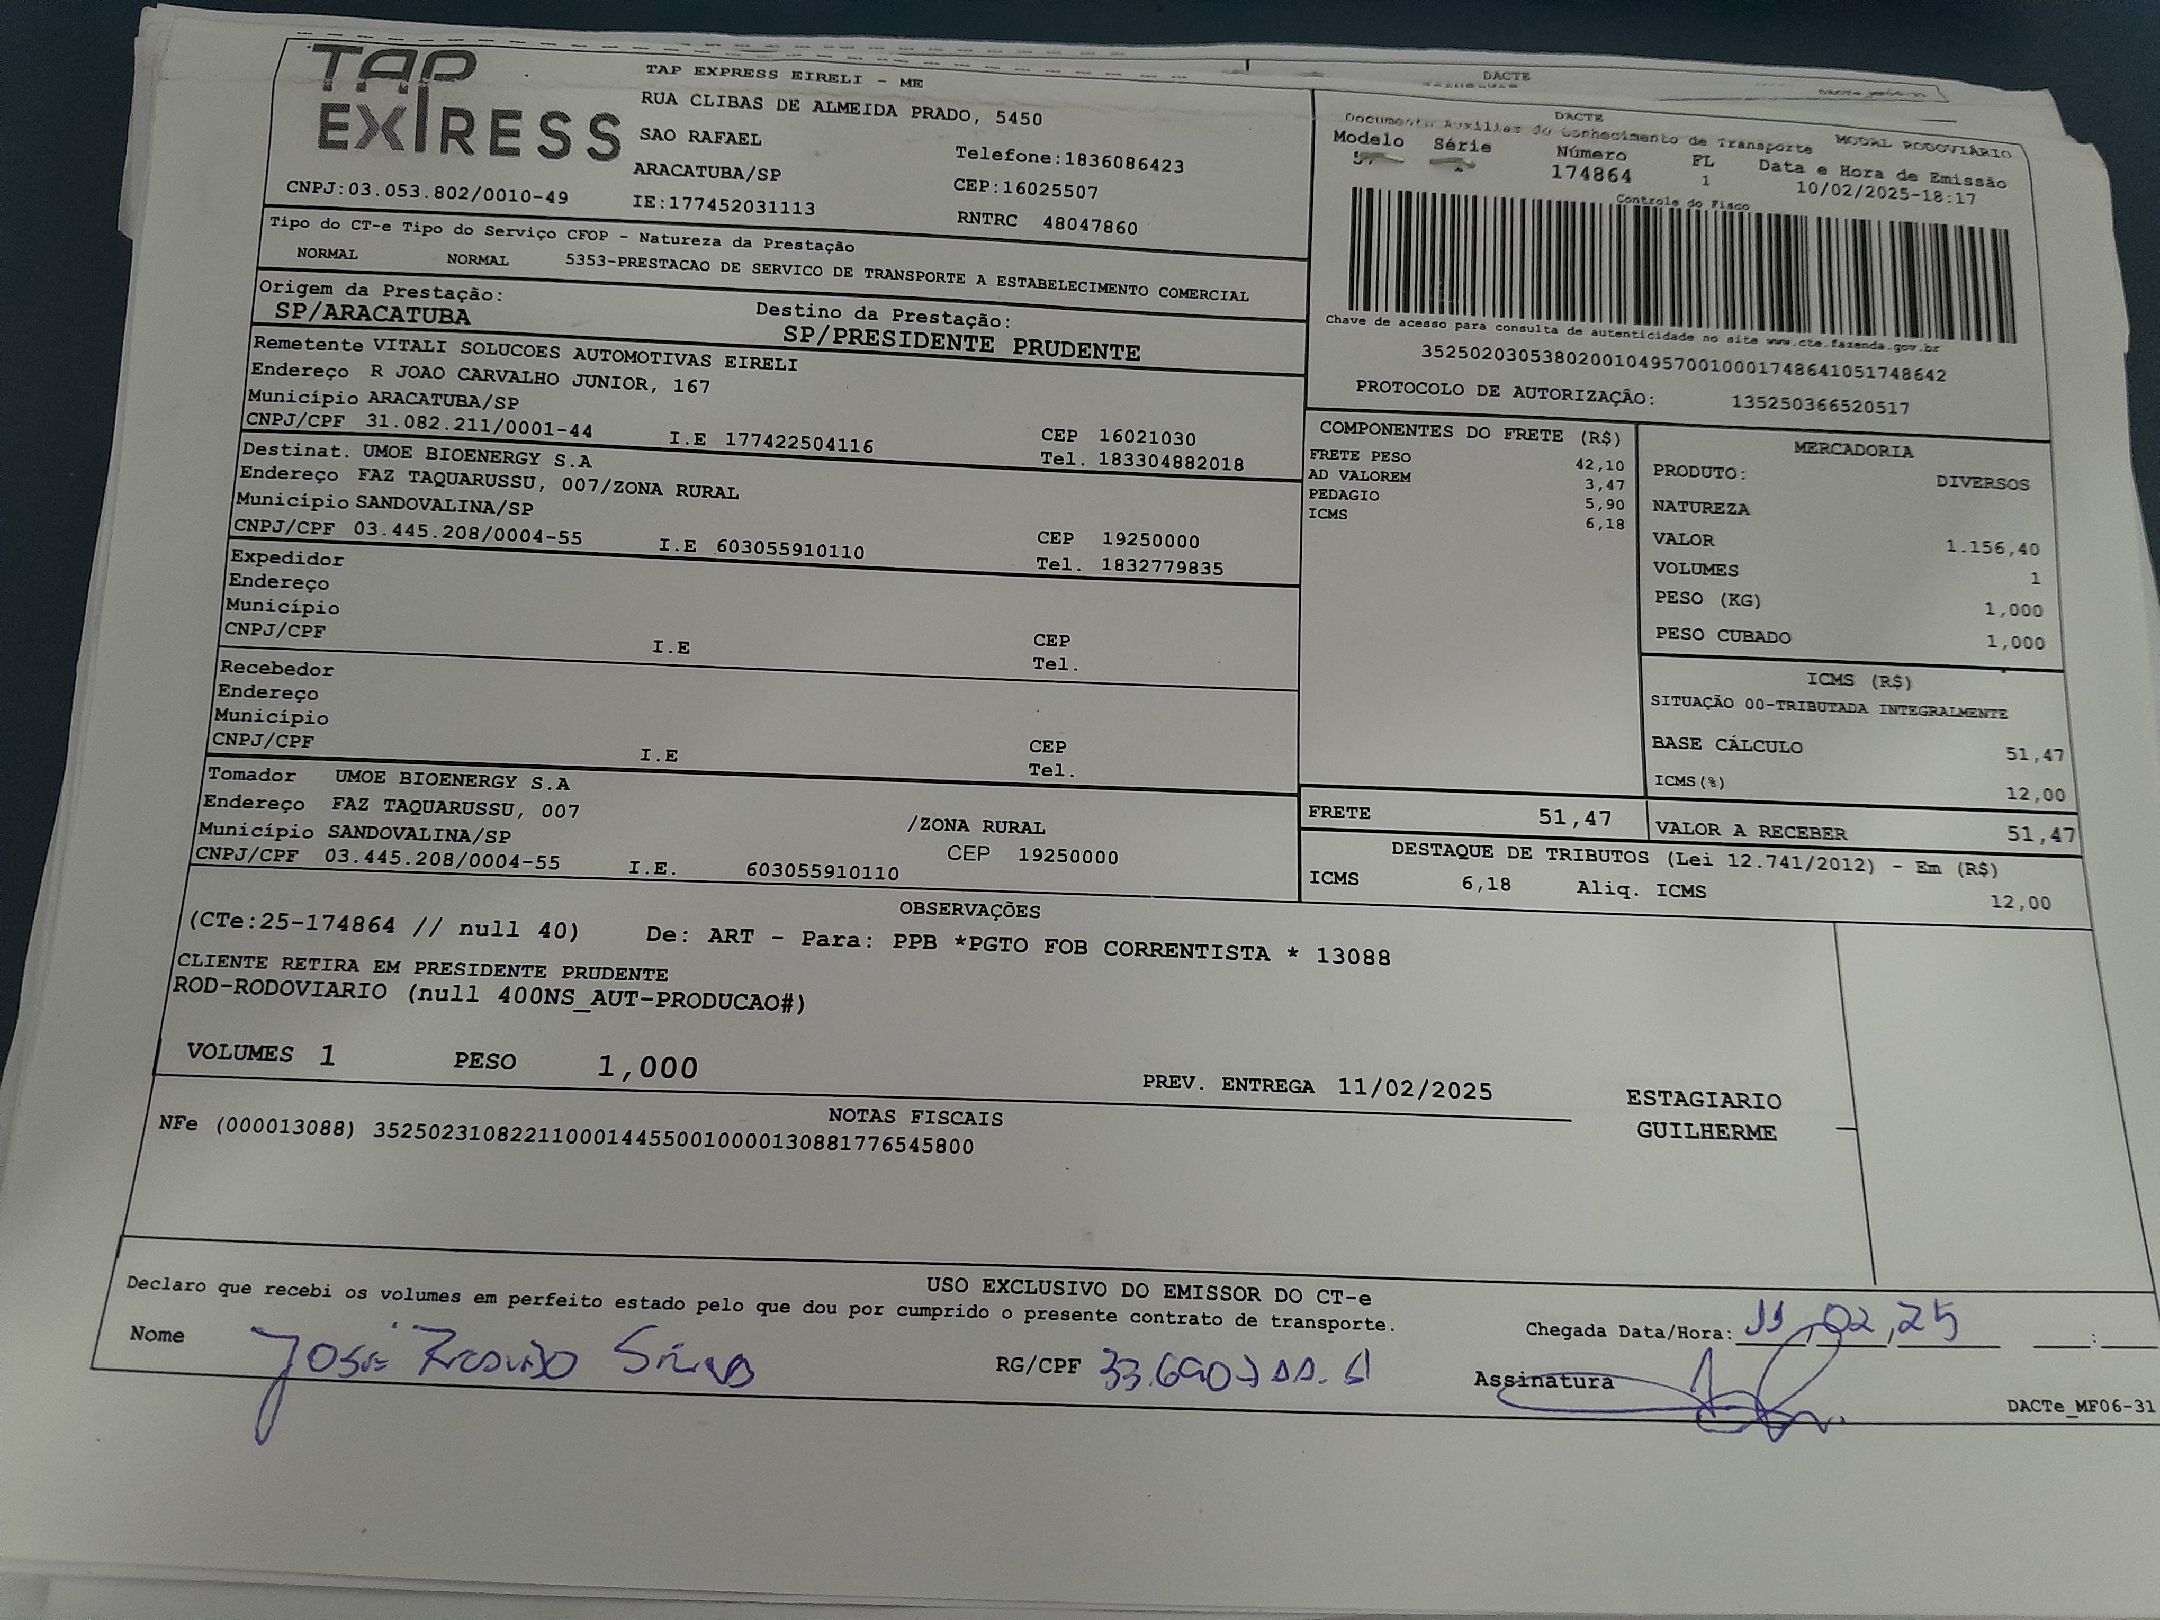 TAP
EXPRESS
CNPJ:03.053.802/0010-49
TAP EXPRESS EIRELI - ME
RUA CLIBAS DE ALMEIDA PRADO, 5450
SAO RAFAEL
ARACATUBA/SP
IE:177452031113
Telefone:1836086423
CEP:16025507
RNTRC 48047860
DACTE
DACTE
Documento Auxiliar do Conhecimento de Transporte MODAL RODOVIÁRIO
Modelo Série Número FL Data e Hora de Emissão
174864 1 10/02/2025-18:17
Controle do Fisco
Chave de acesso para consulta de autenticidade no site www.cte.fazenda.gov.br
35250203053802001049570010001748641051748642
PROTOCOLO DE AUTORIZAÇÃO: 135250366520517
Tipo do CT-e Tipo do Serviço CFOP - Natureza da Prestação
NORMAL NORMAL 5353-PRESTACAO DE SERVICO DE TRANSPORTE A ESTABELECIMENTO COMERCIAL
Origem da Prestação: Destino da Prestação:
SP/ARACATUBA SP/PRESIDENTE PRUDENTE
Remetente VITALI SOLUCOES AUTOMOTIVAS EIRELI
Endereço R JOAO CARVALHO JUNIOR, 167
Município ARACATUBA/SP CEP 16021030
CNPJ/CPF 31.082.211/0001-44 I.E 177422504116 Tel. 183304882018
Destinat. UMOE BIOENERGY S.A
Endereço FAZ TAQUARUSSU, 007/ZONA RURAL
Município SANDOVALINA/SP CEP 19250000
CNPJ/CPF 03.445.208/0004-55 I.E 603055910110 Tel. 1832779835
Expedidor
Endereço
Município CEP
CNPJ/CPF I.E Tel.
Recebedor
Endereço
Município CEP
CNPJ/CPF I.E Tel.
Tomador UMOE BIOENERGY S.A
Endereço FAZ TAQUARUSSU, 007 /ZONA RURAL
Município SANDOVALINA/SP CEP 19250000
CNPJ/CPF 03.445.208/0004-55 I.E. 603055910110
COMPONENTES DO FRETE (R$)
FRETE PESO 42,10
AD VALOREM 3,47
PEDAGIO 5,90
ICMS 6,18
MERCADORIA
PRODUTO: DIVERSOS
NATUREZA
VALOR 1.156,40
VOLUMES 1
PESO (KG) 1,000
PESO CUBADO 1,000
ICMS (R$)
SITUAÇÃO 00-TRIBUTADA INTEGRALMENTE
BASE CÁLCULO 51,47
ICMS(%) 12,00
FRETE 51,47 VALOR A RECEBER 51,47
DESTAQUE DE TRIBUTOS (Lei 12.741/2012) - Em (R$)
ICMS 6,18 Aliq. ICMS 12,00
OBSERVAÇÕES
(CTe:25-174864 // null 40) De: ART - Para: PPB *PGTO FOB CORRENTISTA * 13088
CLIENTE RETIRA EM PRESIDENTE PRUDENTE
ROD-RODOVIARIO (null 400NS_AUT-PRODUCAO#)
VOLUMES 1 PESO 1,000 PREV. ENTREGA 11/02/2025
ESTAGIARIO
GUILHERME
NOTAS FISCAIS
NFe (000013088) 35250231082211000144550010000130881776545800
USO EXCLUSIVO DO EMISSOR DO CT-e
Declaro que recebi os volumes em perfeito estado pelo que dou por cumprido o presente contrato de transporte.
Nome José RG/CPF Chegada Data/Hora: 11,02,25 :
Assinatura
DACTe_MF06-31